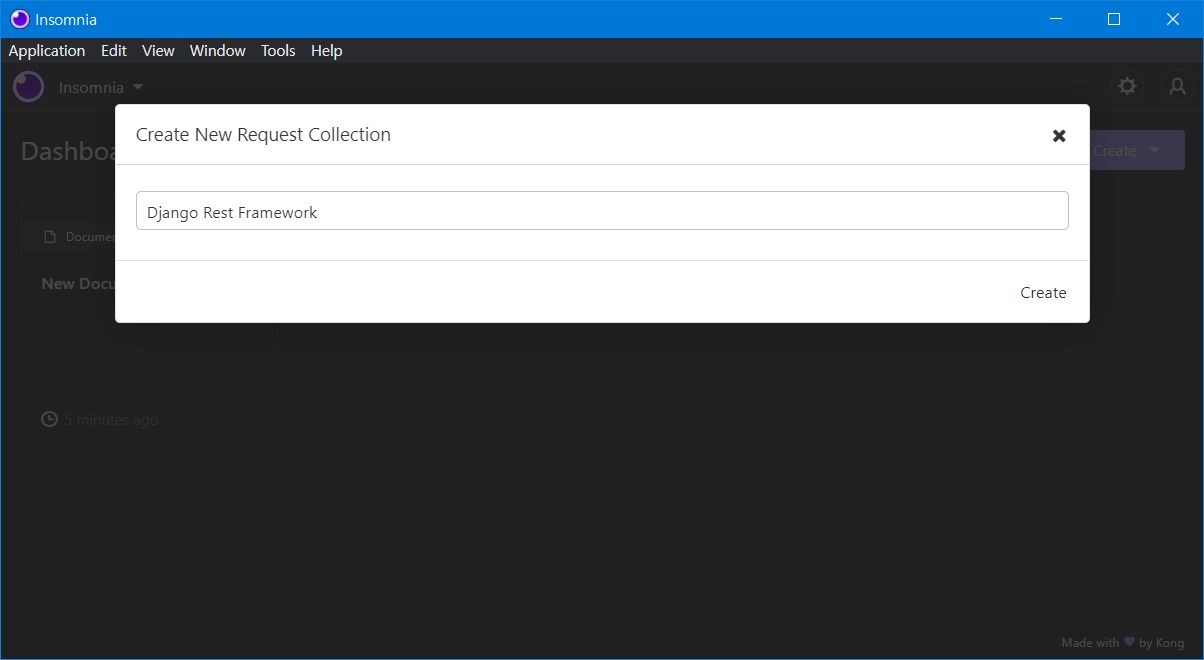 Insomnia
Application Edit View Window Tools Help
Insomnia
Dashboa
Create
Create New Request Collection
Django Rest Framework
Create
Documen
New Docu
5 minutes ago
Made with by Kong